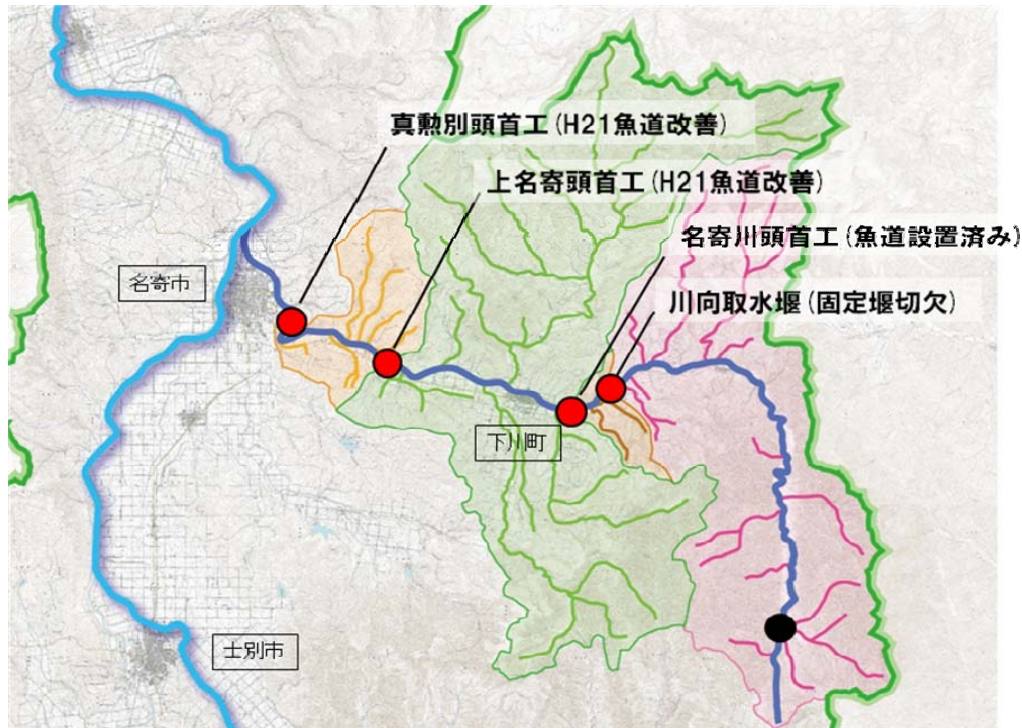 真勲別頭首工(H21魚道改善)
上名寄頭首工(H21魚道改善)
名寄川頭首工(魚道設置済み)
名寄市
川向取水堰(固定堰切欠)
下川町
士別市